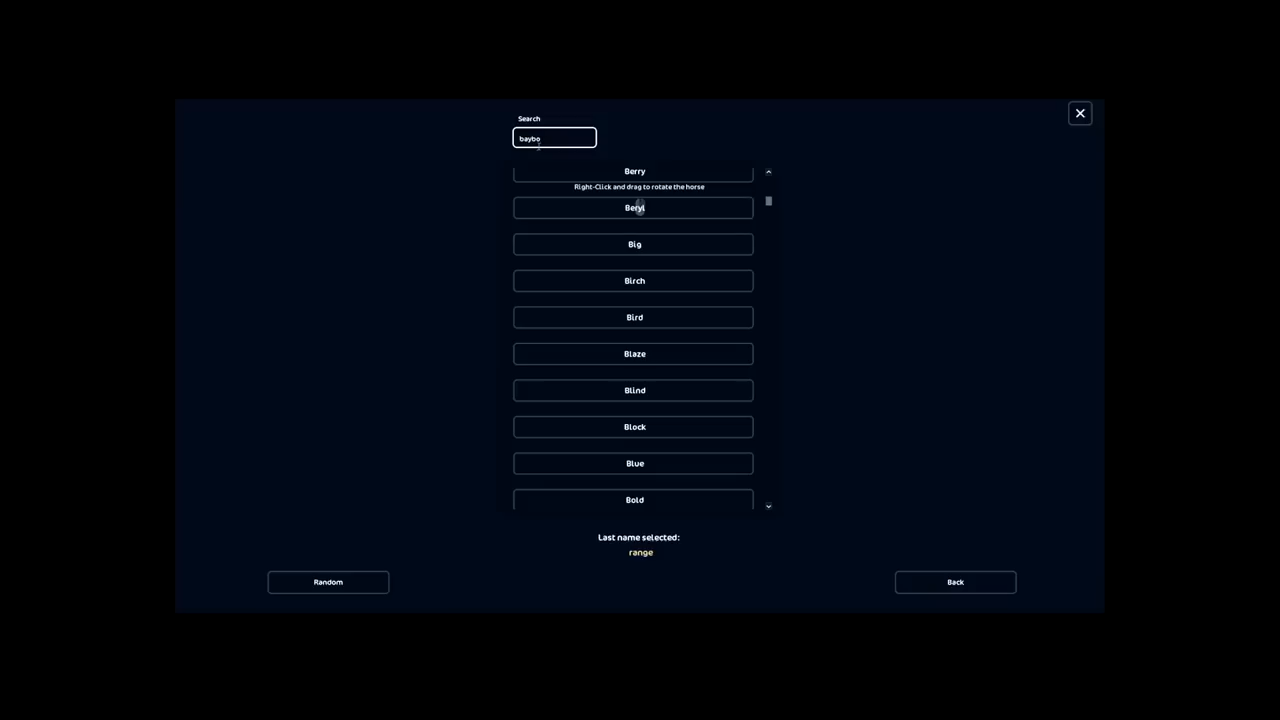 Search
baybo
Berry
Right-Click and drag to rotate the horse
Beryl
Big
Birch
Bird
Blaze
Blind
Block
Blue
Bold
Last name selected:
range
Random
Back